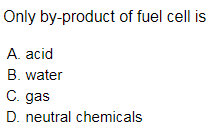 Only by-product of fuel cell is
A. acid
B. water
C. gas
D. neutral chemicals